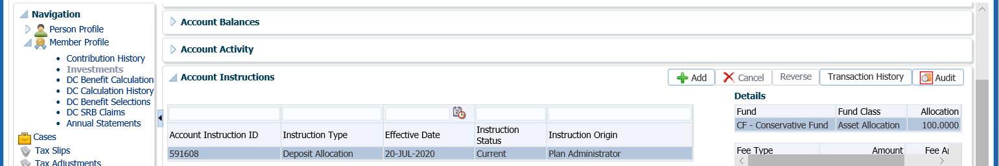 Navigation
Person Profile
Member Profile
Contribution History
Investments
DC Benefit Calculation
DC Calculation History
DC Benefit Selections
DC SRB Claims
Annual Statements
Cases
Tax Slips
Tax Adjustments
Account Balances
Account Activity
Account Instructions
Add Cancel Reverse Transaction History Audit
Account Instruction ID Instruction Type Effective Date Instruction Status Instruction Origin
591608 Deposit Allocation 20-JUL-2020 Current Plan Administrator
Details
Fund Fund Class Allocation
CF - Conservative Fund Asset Allocation 100.0000
Fee Type Amount Fee